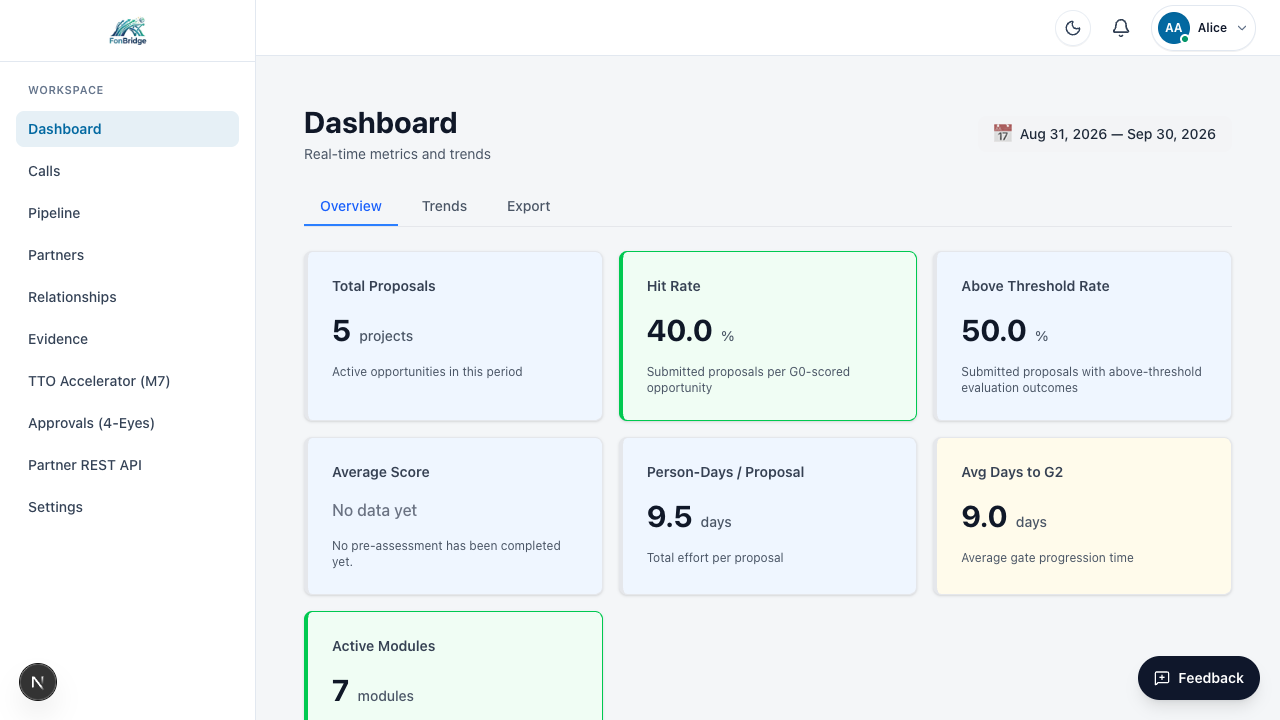 FonBridge
AA
Alice
WORKSPACE
Dashboard
Calls
Pipeline
Partners
Relationships
Evidence
TTO Accelerator (M7)
Approvals (4-Eyes)
Partner REST API
Settings
N
Dashboard
Real-time metrics and trends
Aug 31, 2026 — Sep 30, 2026
Overview
Trends
Export
Total Proposals
5 projects
Active opportunities in this period
Hit Rate
40.0 %
Submitted proposals per G0-scored
opportunity
Above Threshold Rate
50.0 %
Submitted proposals with above-threshold
evaluation outcomes
Average Score
No data yet
No pre-assessment has been completed
yet.
Person-Days / Proposal
9.5 days
Total effort per proposal
Avg Days to G2
9.0 days
Average gate progression time
Active Modules
7 modules
Feedback